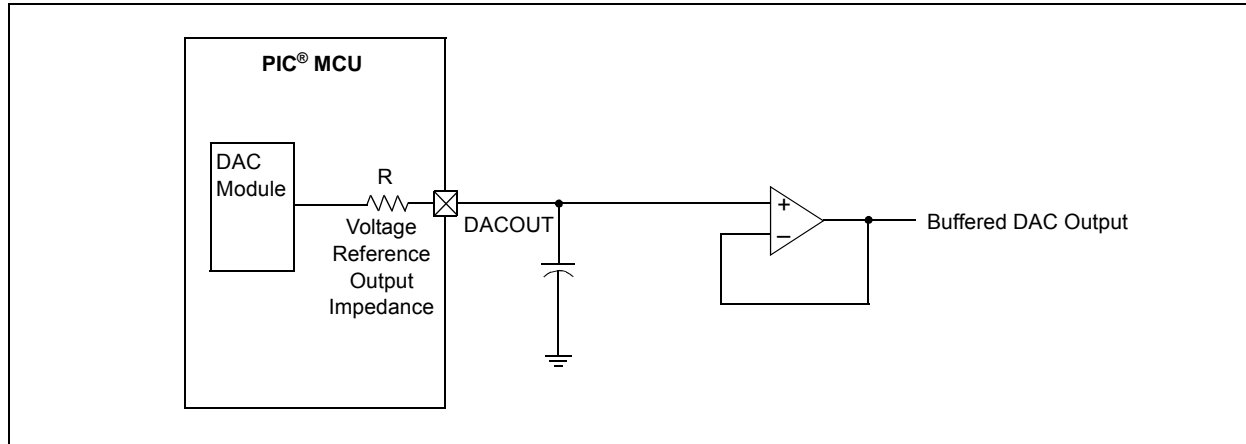 PIC® MCU
DAC
Module
R
Voltage
Reference
Output
Impedance
DACOUT
+
–
Buffered DAC Output